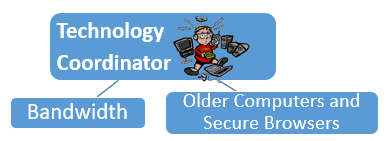 Technology
Coordinator
Bandwidth
Older Computers and
Secure Browsers